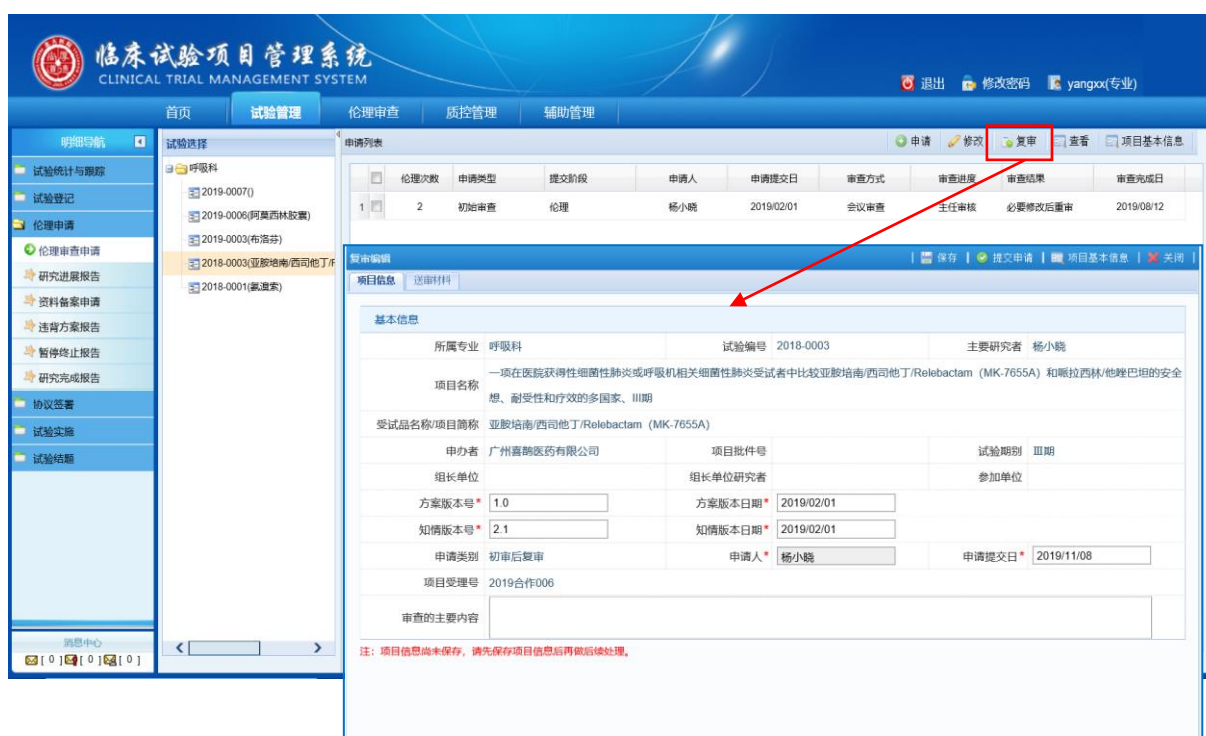 临床试验项目管理系统
CLINICAL TRIAL MANAGEMENT SYSTEM
退出 修改密码 yangxx(专业)
首页 试验管理 伦理审查 质控管理 辅助管理
明细导航
试验统计与跟踪
试验登记
伦理申请
伦理审查申请
研究进展报告
资料备案申请
违背方案报告
暂停终止报告
研究完成报告
协议签署
试验实施
试验结题
消息中心
[ 0 ] [ 0 ] [ 0 ]
试验选择
呼吸科
2019-0007()
2019-0006(阿莫西林胶囊)
2019-0003(布洛芬)
2018-0003(亚胺培南/西司他丁/R
2018-0001(氨溴索)
申请列表 申请 修改 复审 查看 项目基本信息
伦理次数 申请类型 提交阶段 申请人 申请提交日 审查方式 审查进度 审查结果 审查完成日
1 2 初始审查 伦理 杨小晓 2019/02/01 会议审查 主任审核 必要修改后重审 2019/08/12
复审编辑 | 保存 | 提交申请 | 项目基本信息 | 关闭 |
项目信息 送审材料
基本信息
所属专业 呼吸科 试验编号 2018-0003 主要研究者 杨小晓
项目名称 一项在医院获得性细菌性肺炎或呼吸机相关细菌性肺炎受试者中比较亚胺培南/西司他丁/Relebactam（MK-7655A）和哌拉西林/他唑巴坦的安全
想、耐受性和疗效的多国家、III期
受试品名称/项目简称 亚胺培南/西司他丁/Relebactam（MK-7655A）
申办者 广州喜鹊医药有限公司 项目批件号 试验期别 III期
组长单位 组长单位研究者 参加单位
方案版本号* 1.0 方案版本日期* 2019/02/01
知情版本号* 2.1 知情版本日期* 2019/02/01
申请类别 初审后复审 申请人* 杨小晓 申请提交日* 2019/11/08
项目受理号 2019合作006
审查的主要内容
注：项目信息尚未保存，请先保存项目信息后再做后续处理。